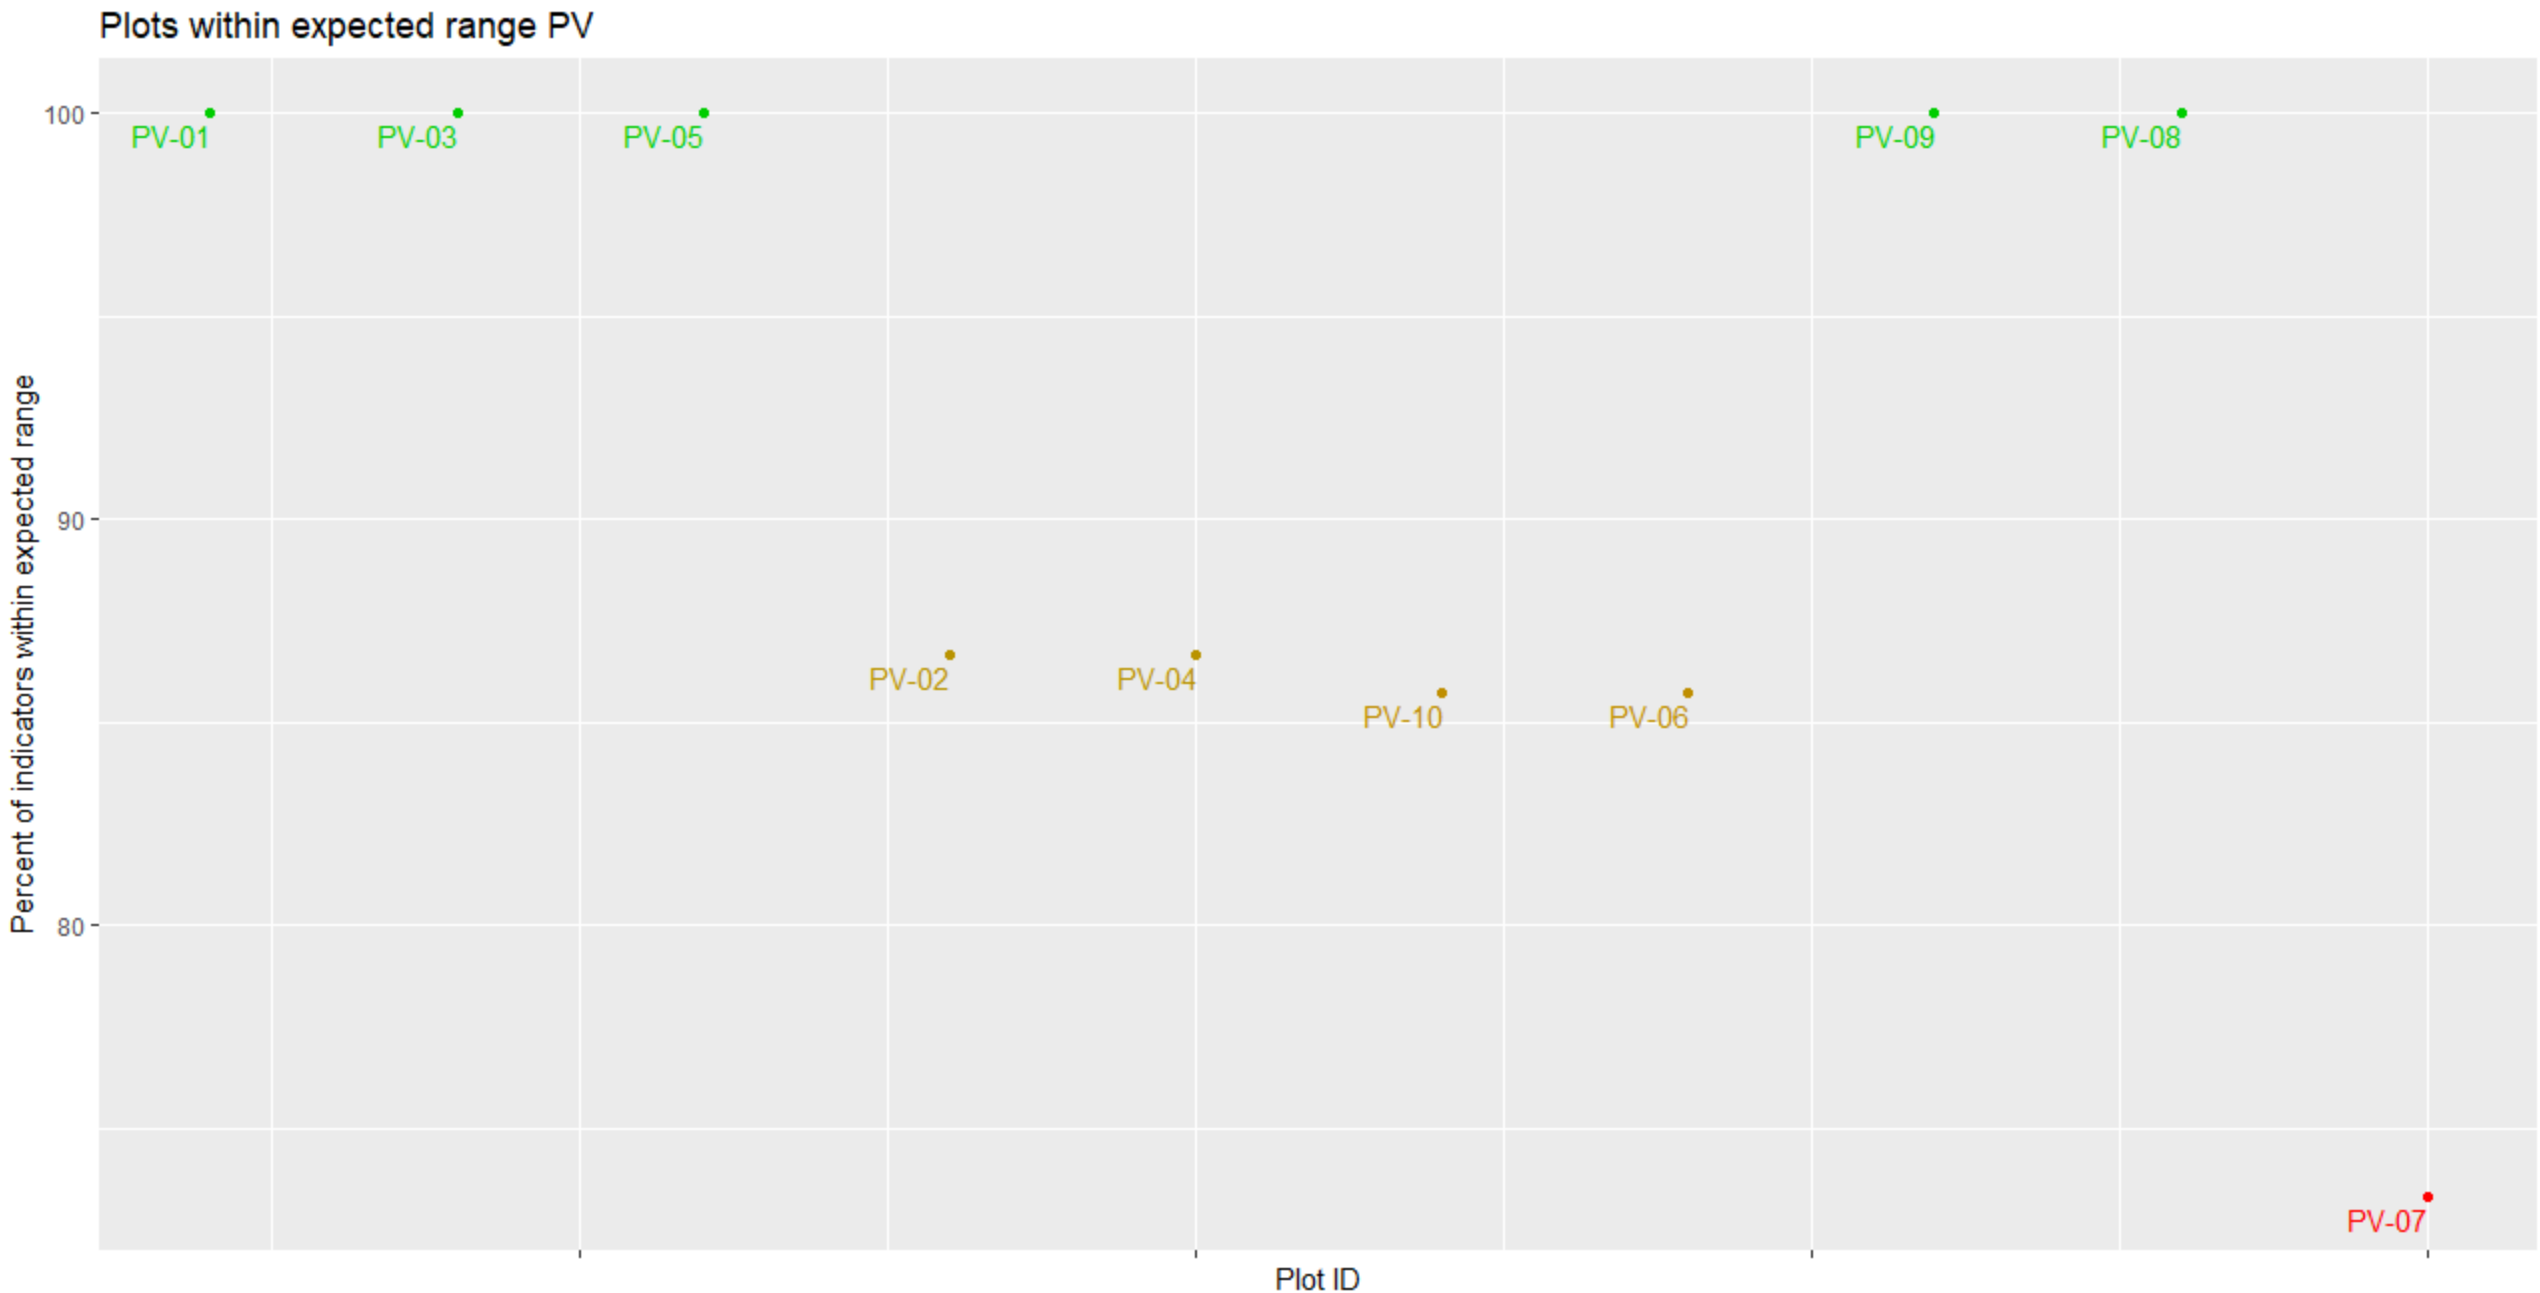 Plots within expected range PV
Percent of indicators within expected range
100
90
80
PV-01
PV-03
PV-05
PV-09
PV-08
PV-02
PV-04
PV-10
PV-06
PV-07
Plot ID